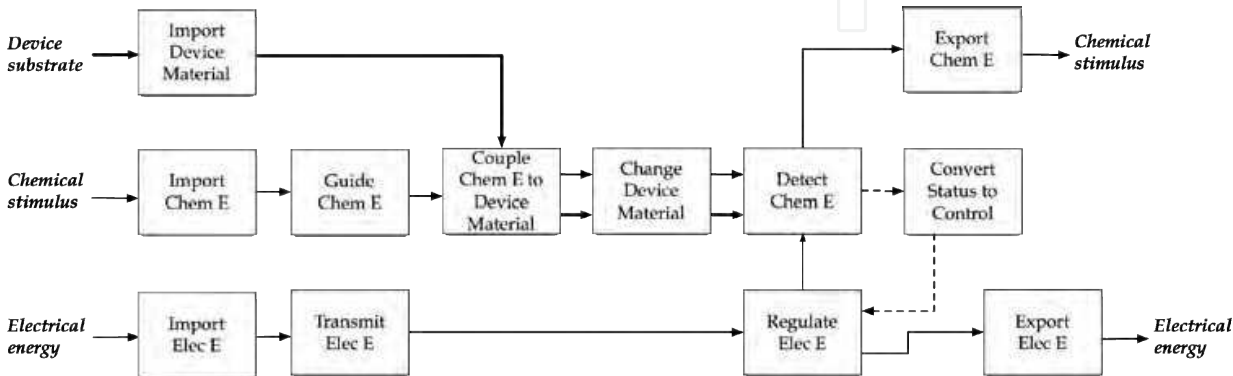 Device
substrate
Import
Device
Material
Export
Chem E
Chemical
stimulus
Chemical
stimulus
Import
Chem E
Guide
Chem E
Couple
Chem E to
Device
Material
Change
Device
Material
Detect
Chem E
Convert
Status to
Control
Electrical
energy
Import
Elec E
Transmit
Elec E
Regulate
Elec E
Export
Elec E
Electrical
energy